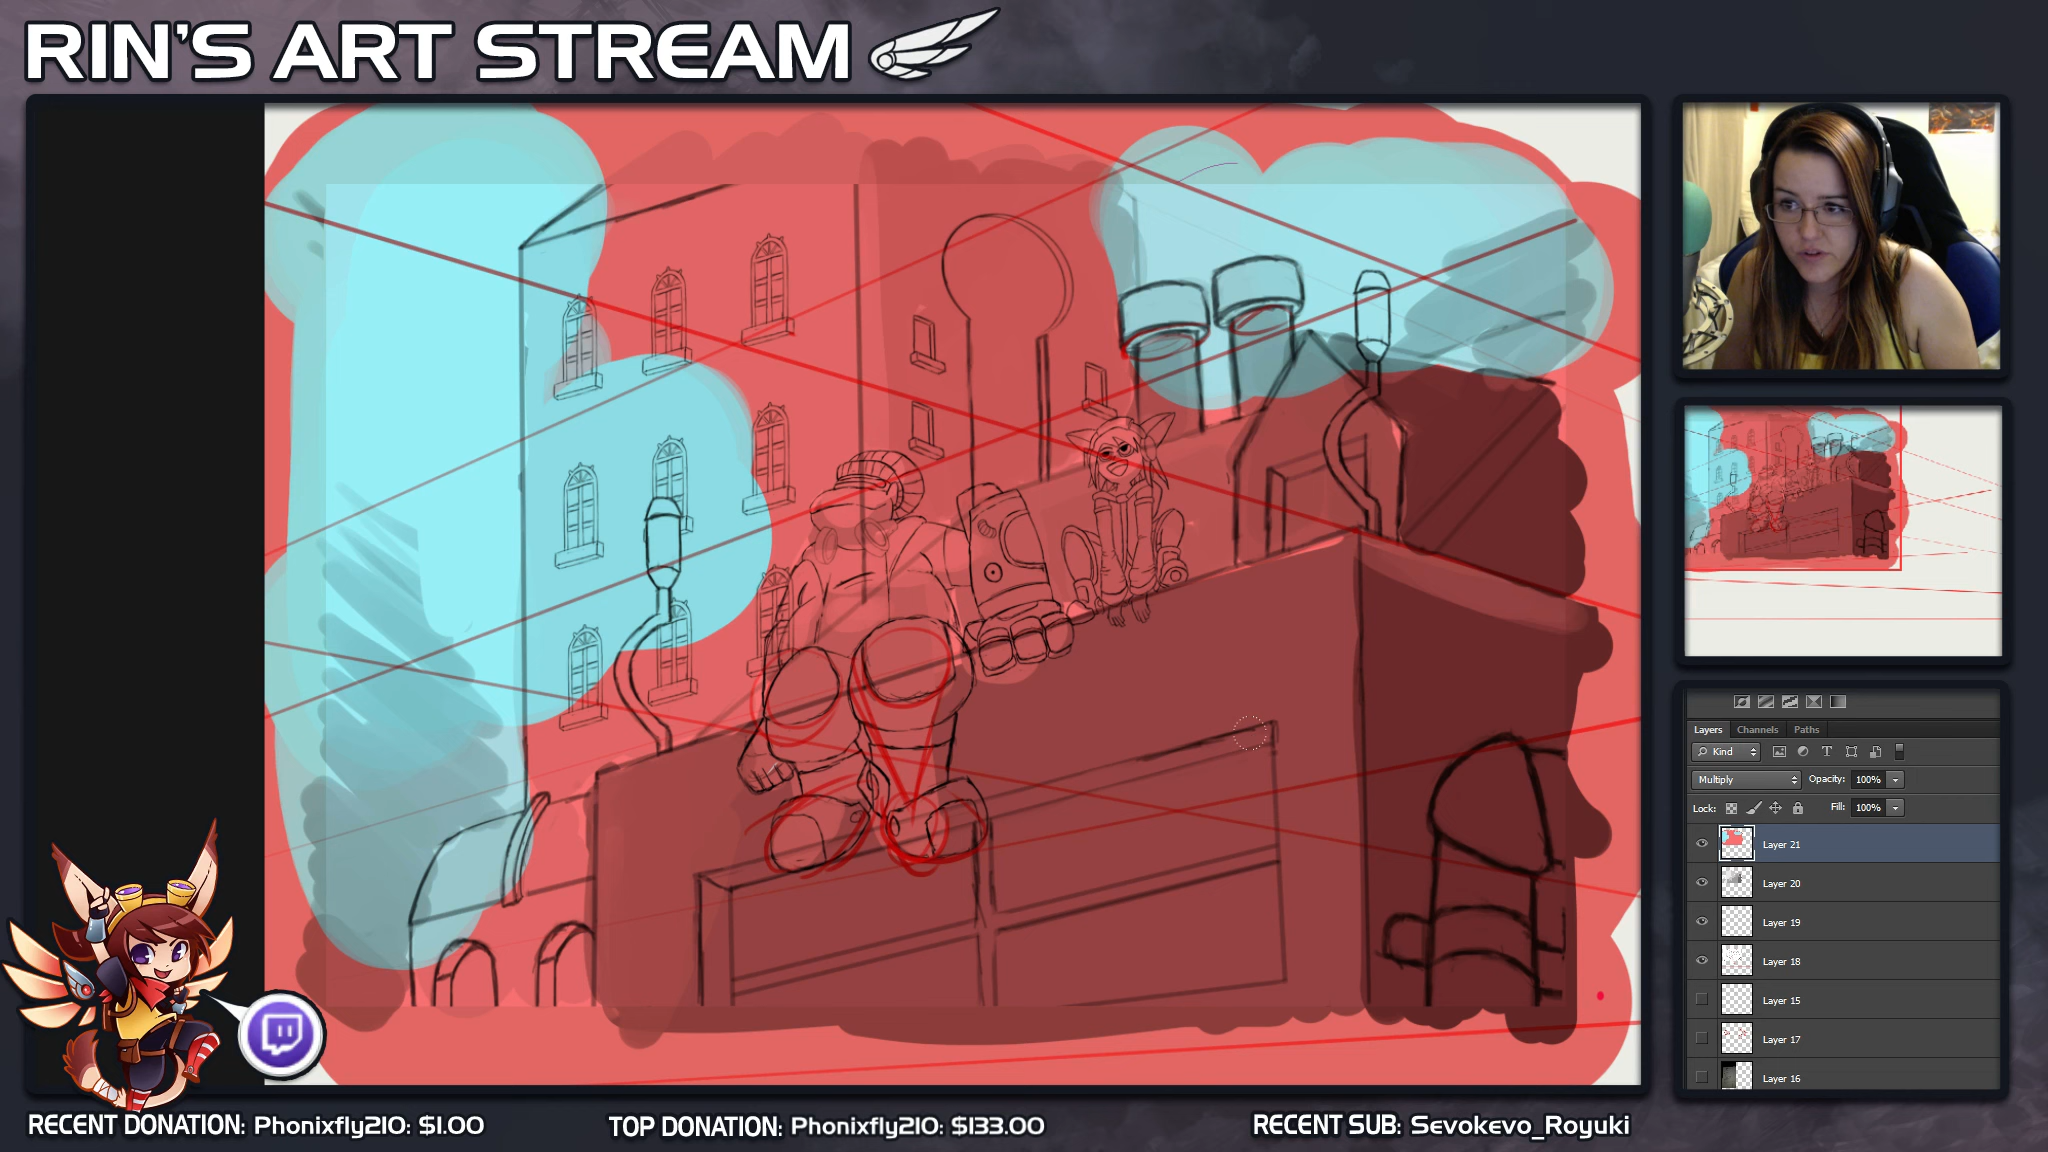 RIN'S ART STREAM
Layers Channels Paths
Kind
Multiply Opacity: 100%
Lock: Fill: 100%
Layer 21
Layer 20
Layer 19
Layer 18
Layer 15
Layer 17
Layer 16
RECENT DONATION: Phonixfly210: $1.00
TOP DONATION: Phonixfly210: $133.00
RECENT SUB: Sevokevo_Royuki